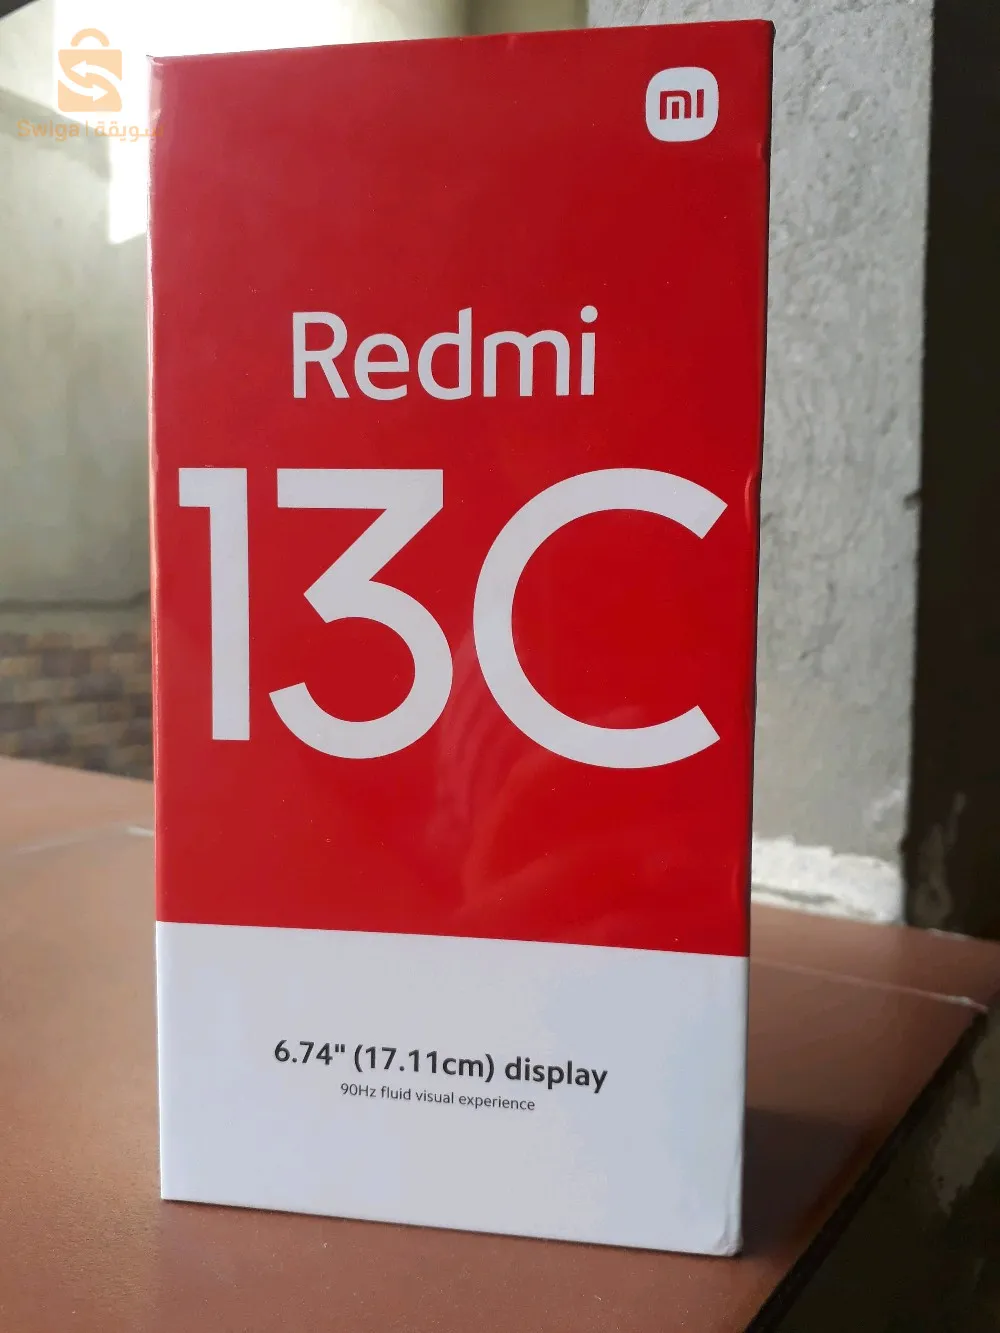 Swiga | سويقة
mi
Redmi
13C
6.74" (17.11cm) display
90Hz fluid visual experience